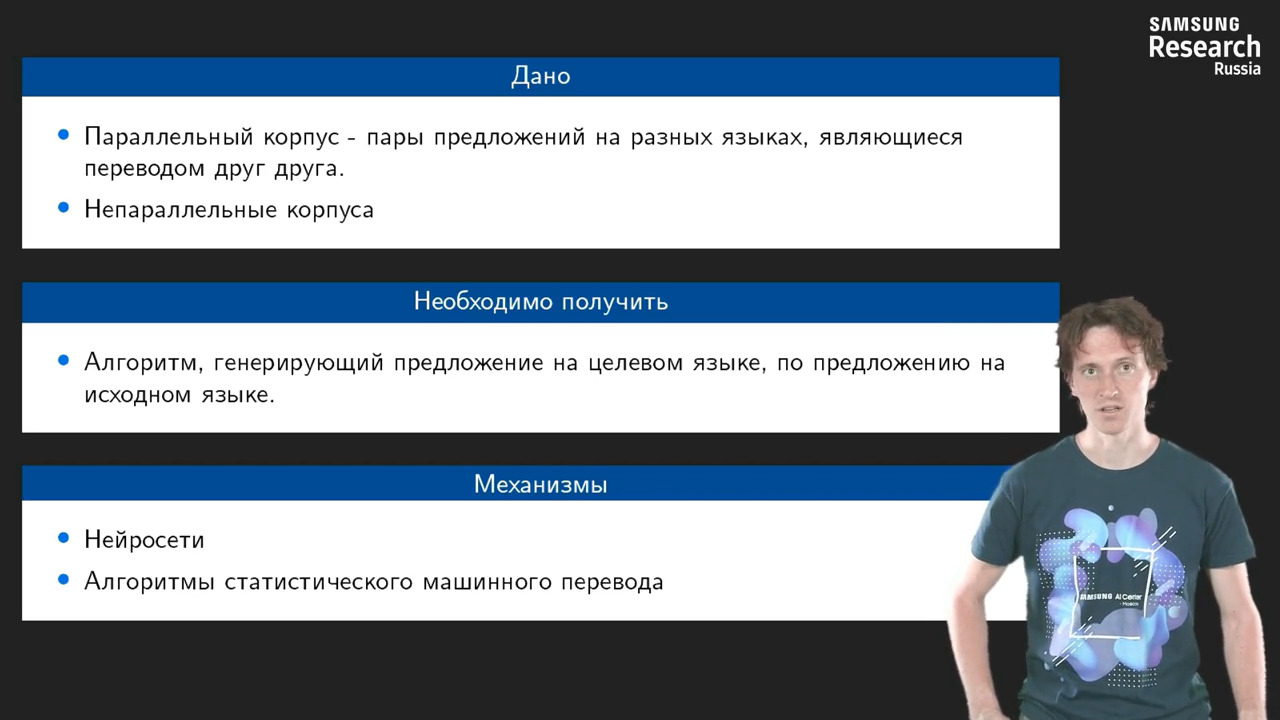 SAMSUNG
Research
Russia
Дано
Параллельный корпус - пары предложений на разных языках, являющиеся
переводом друг друга.
Непараллельные корпуса
Необходимо получить
Алгоритм, генерирующий предложение на целевом языке, по предложению на
исходном языке.
Механизмы
Нейросети
Алгоритмы статистического машинного перевода
SAMSUNG AI Center
- Moscow